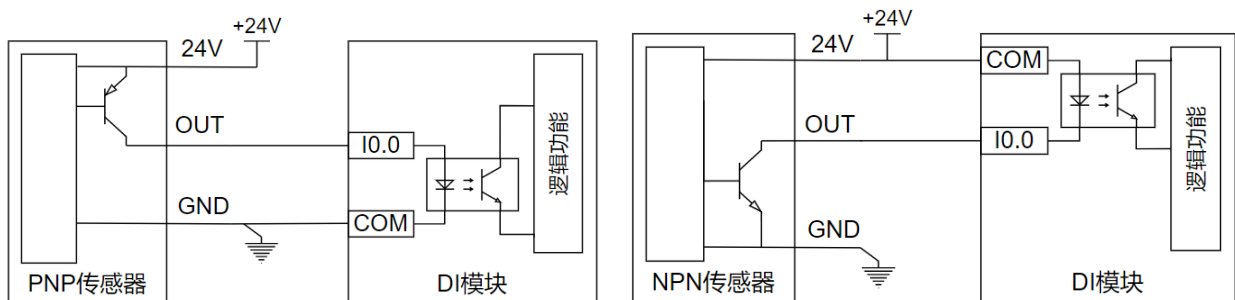 +24V
24V
OUT
I0.0
GND
COM
逻辑功能
PNP传感器
DI模块
+24V
24V
COM
OUT
I0.0
GND
逻辑功能
NPN传感器
DI模块